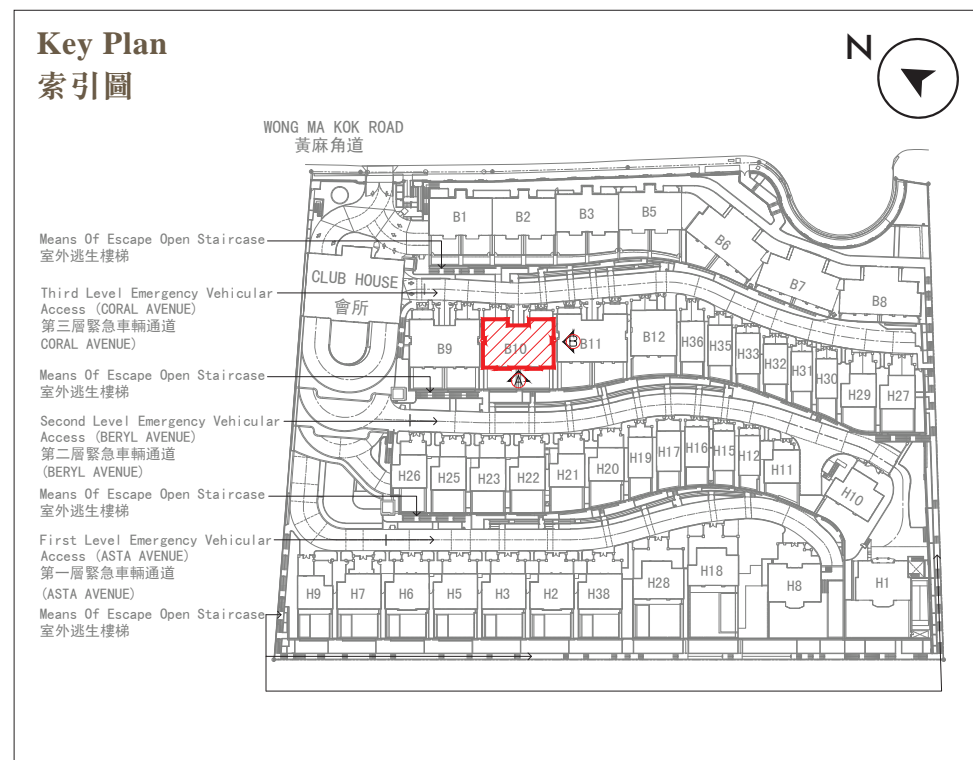 Key Plan
索引圖
N
WONG MA KOK ROAD
黃麻角道
Means Of Escape Open Staircase
室外逃生樓梯
Third Level Emergency Vehicular
Access (CORAL AVENUE)
第三層緊急車輛通道
CORAL AVENUE)
Means Of Escape Open Staircase
室外逃生樓梯
Second Level Emergency Vehicular
Access (BERYL AVENUE)
第二層緊急車輛通道
(BERYL AVENUE)
Means Of Escape Open Staircase
室外逃生樓梯
First Level Emergency Vehicular
Access (ASTA AVENUE)
第一層緊急車輛通道
(ASTA AVENUE)
Means Of Escape Open Staircase
室外逃生樓梯
CLUB HOUSE
會所
B1
B2
B3
B5
B6
B7
B8
B9
B10
B11
B12
B
A
H36
H35
H33
H32
H31
H30
H29
H27
H26
H25
H23
H22
H21
H20
H19
H17
H16
H15
H12
H11
H10
H9
H7
H6
H5
H3
H2
H38
H28
H18
H8
H1